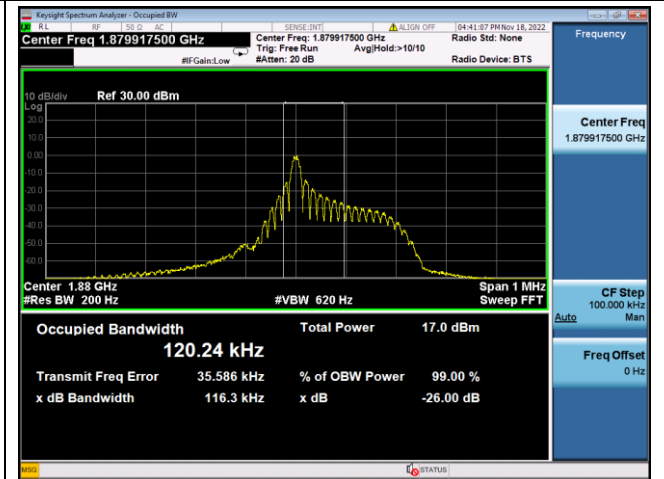 Keysight Spectrum Analyzer - Occupied BW
RL RF 50 Ω AC SENSE:INT ALIGN OFF 04:41:07 PM Nov 18, 2022
Center Freq 1.879917500 GHz
Center Freq: 1.879917500 GHz Radio Std: None
Trig: Free Run Avg|Hold:>10/10
#IFGain:Low #Atten: 20 dB Radio Device: BTS
Frequency
10 dB/div Ref 30.00 dBm
Log
20.0
10.0
0.00
-10.0
-20.0
-30.0
-40.0
-50.0
-60.0
Center Freq
1.879917500 GHz
Center 1.88 GHz Span 1 MHz
#Res BW 200 Hz #VBW 620 Hz Sweep FFT
CF Step
100.000 kHz
Auto Man
Occupied Bandwidth Total Power 17.0 dBm
120.24 kHz
Transmit Freq Error 35.586 kHz % of OBW Power 99.00 %
x dB Bandwidth 116.3 kHz x dB -26.00 dB
Freq Offset
0 Hz
MSG STATUS